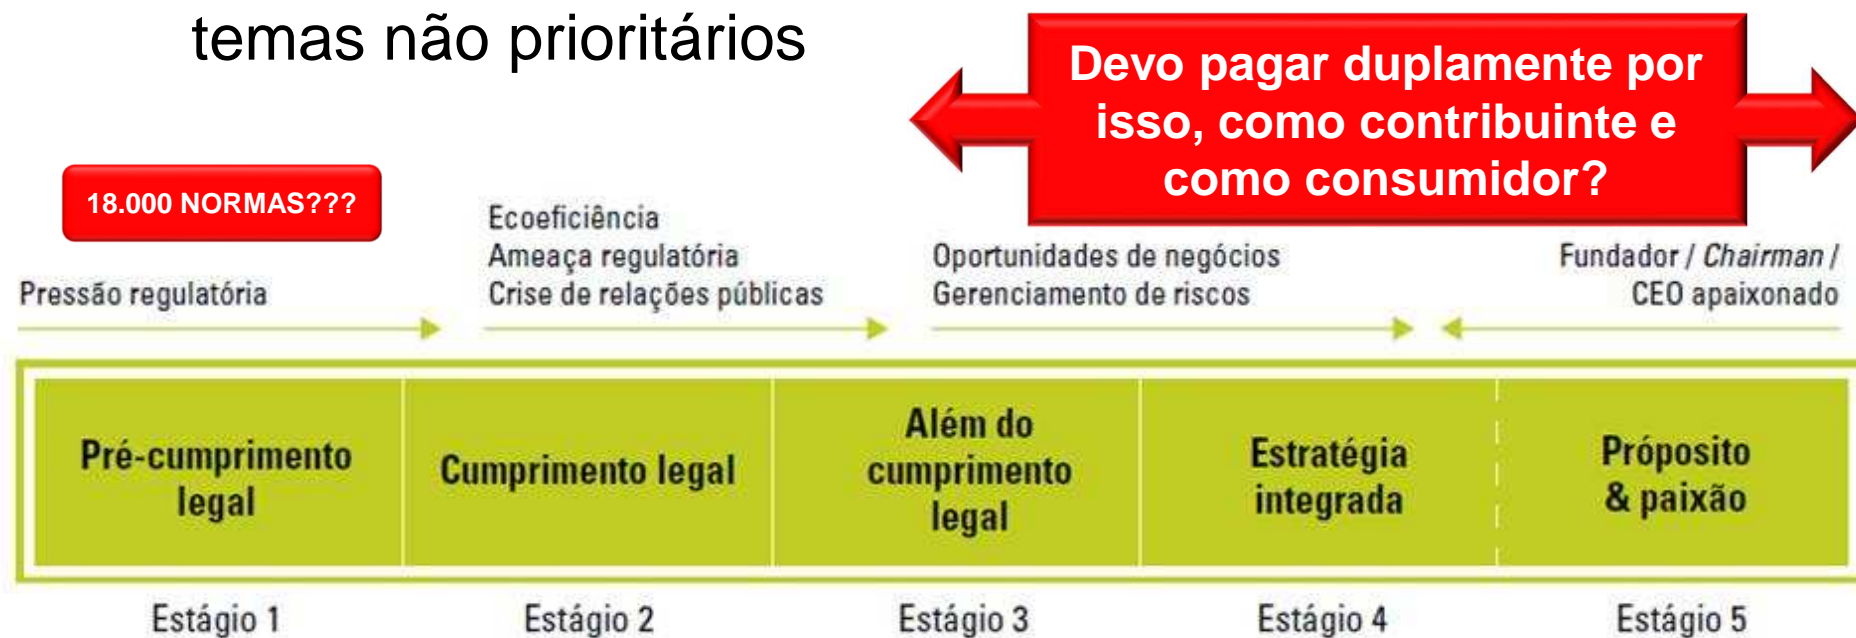 temas não prioritários
Devo pagar duplamente por
isso, como contribuinte e
como consumidor?
18.000 NORMAS???
Pressão regulatória
Ecoeficiência
Ameaça regulatória
Crise de relações públicas
Oportunidades de negócios
Gerenciamento de riscos
Fundador / Chairman /
CEO apaixonado
Pré-cumprimento
legal
Cumprimento legal
Além do
cumprimento
legal
Estratégia
integrada
Próposito
& paixão
Estágio 1
Estágio 2
Estágio 3
Estágio 4
Estágio 5